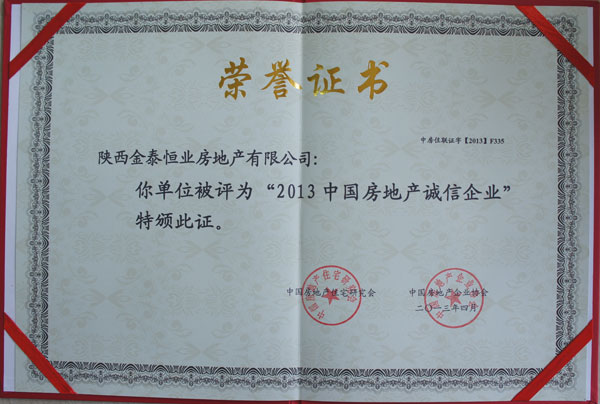 荣誉证书
中房住联证字【2013】F335
陕西金泰恒业房地产有限公司:
你单位被评为“2013中国房地产诚信企业”
特颁此证。
中国房地产住宅研究会 中国房地产企业协会
二〇一三年四月